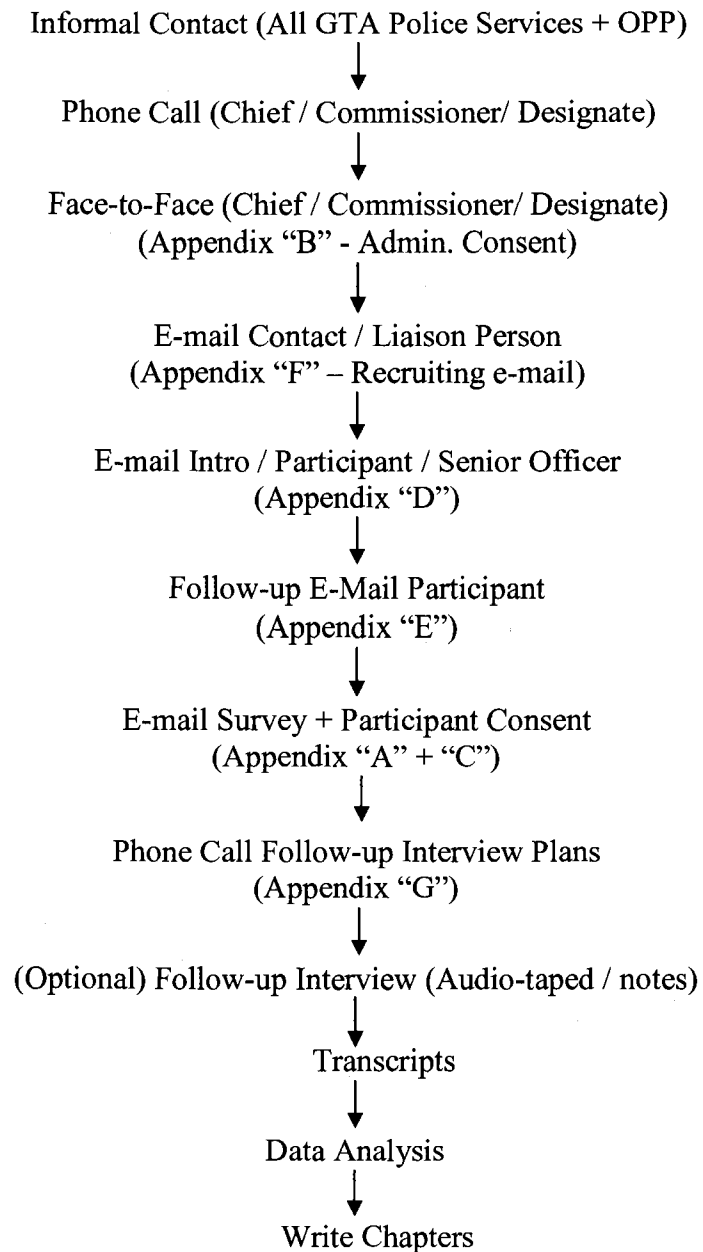 Informal Contact (All GTA Police Services + OPP)
Phone Call (Chief / Commissioner/ Designate)
Face-to-Face (Chief / Commissioner/ Designate)
(Appendix “B” - Admin. Consent)
E-mail Contact / Liaison Person
(Appendix “F” – Recruiting e-mail)
E-mail Intro / Participant / Senior Officer
(Appendix “D”)
Follow-up E-Mail Participant
(Appendix “E”)
E-mail Survey + Participant Consent
(Appendix “A” + “C”)
Phone Call Follow-up Interview Plans
(Appendix “G”)
(Optional) Follow-up Interview (Audio-taped / notes)
Transcripts
Data Analysis
Write Chapters